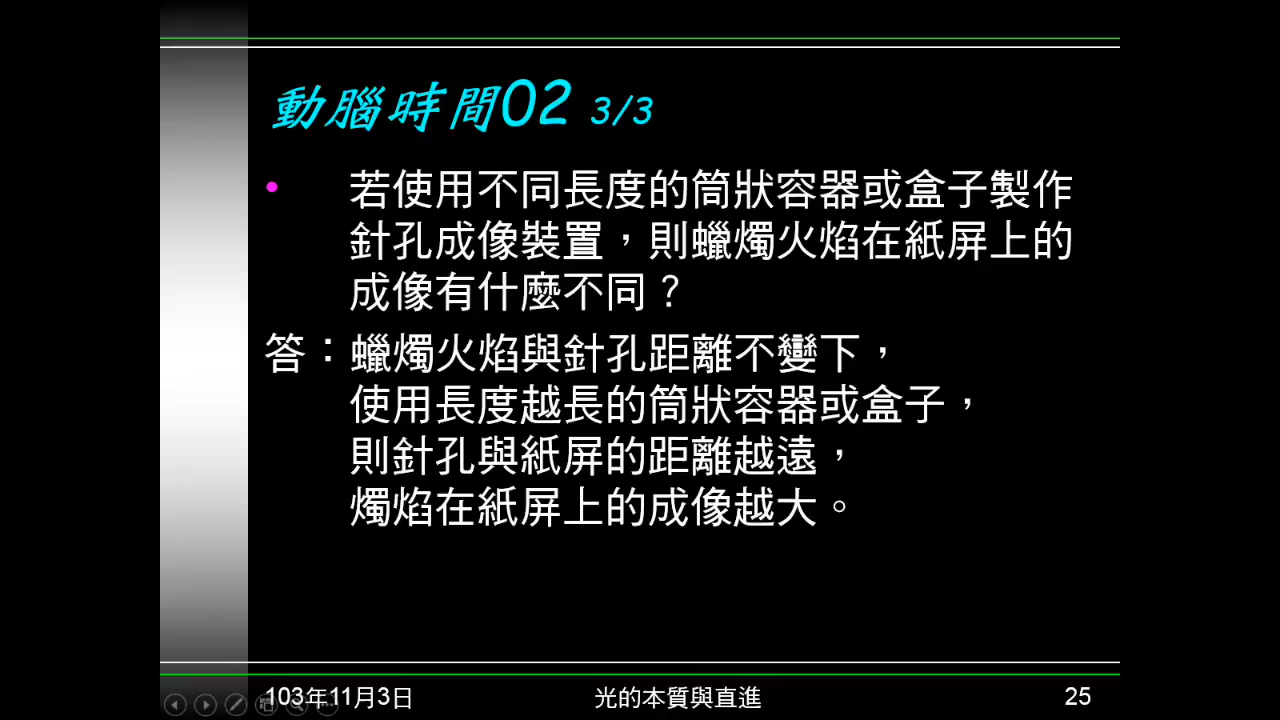 動腦時間02 3/3
• 若使用不同長度的筒狀容器或盒子製作
針孔成像裝置，則蠟燭火焰在紙屏上的
成像有什麼不同？
答：蠟燭火焰與針孔距離不變下，
使用長度越長的筒狀容器或盒子，
則針孔與紙屏的距離越遠，
燭焰在紙屏上的成像越大。
103年11月3日 光的本質與直進 25